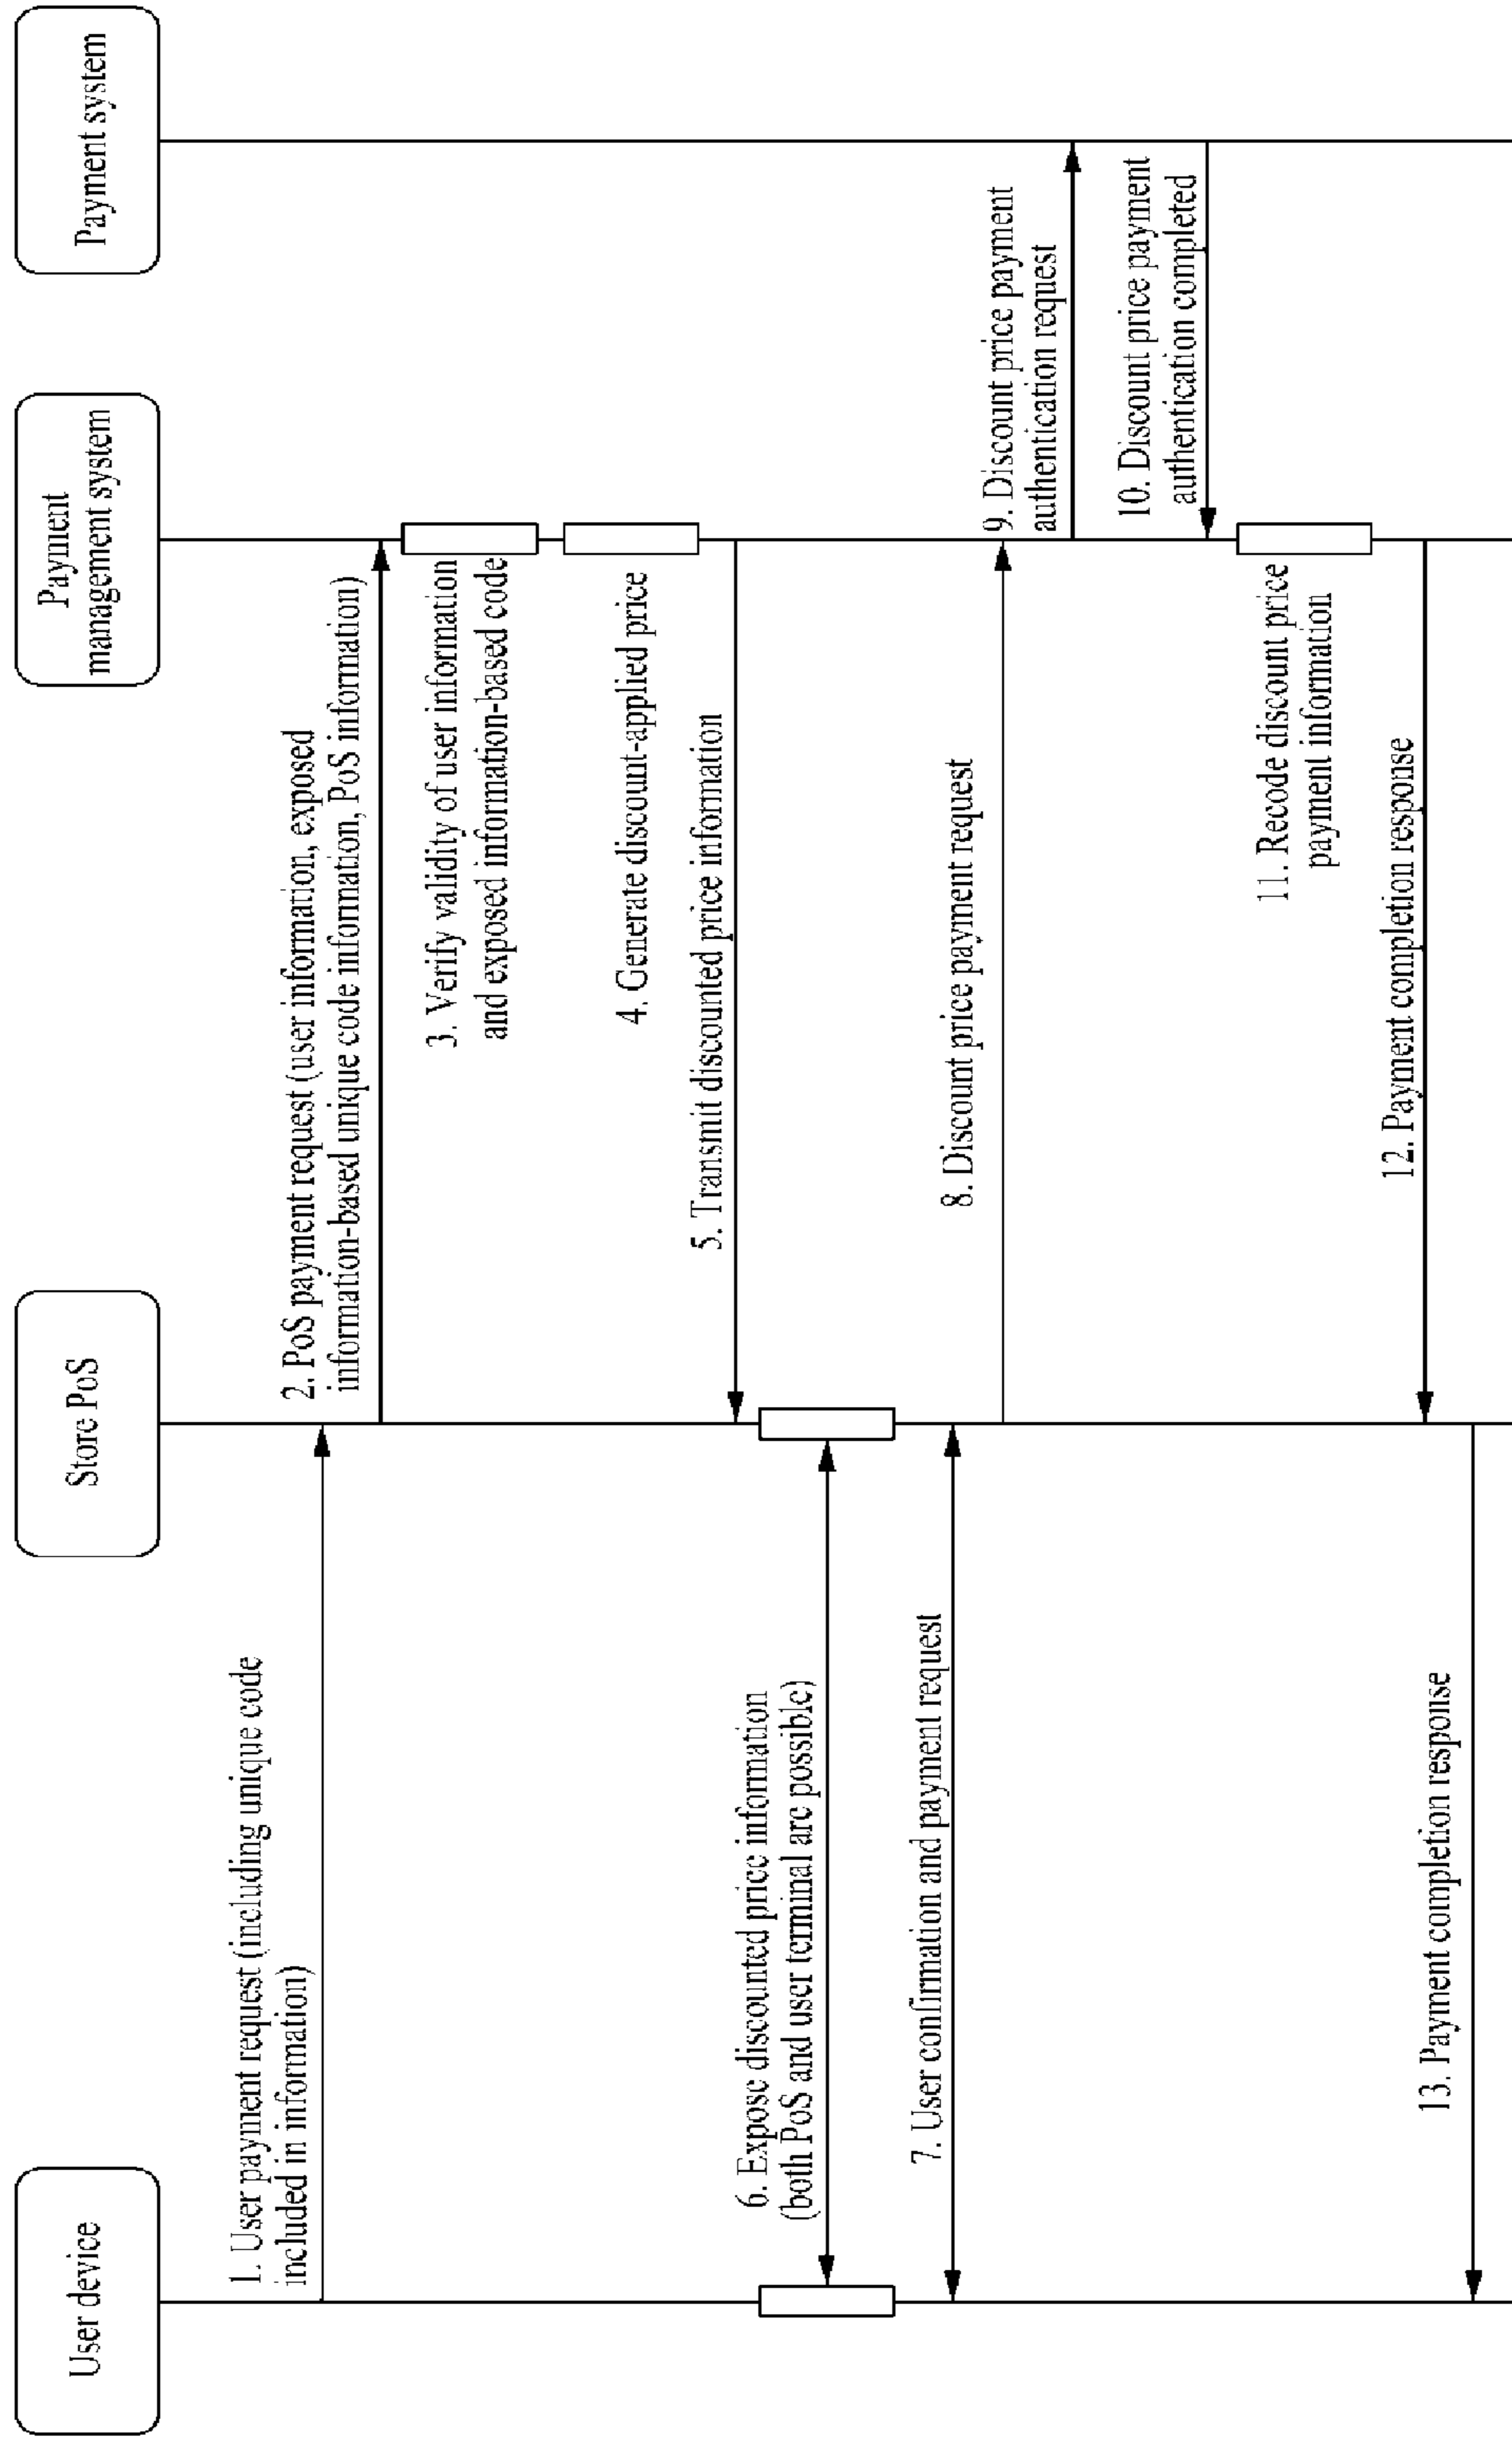 User device
Store PoS
Payment
management system
Payment system
1. User payment request (including unique code
included in information)
2. PoS payment request (user information, exposed
information-based unique code information, PoS information)
3. Verify validity of user information
and exposed information-based code
4. Generate discount-applied price
5. Transmit discounted price information
6. Expose discounted price information
(both PoS and user terminal are possible)
7. User confirmation and payment request
8. Discount price payment request
9. Discount price payment
authentication request
10. Discount price payment
authentication completed
11. Recode discount price
payment information
12. Payment completion response
13. Payment completion response